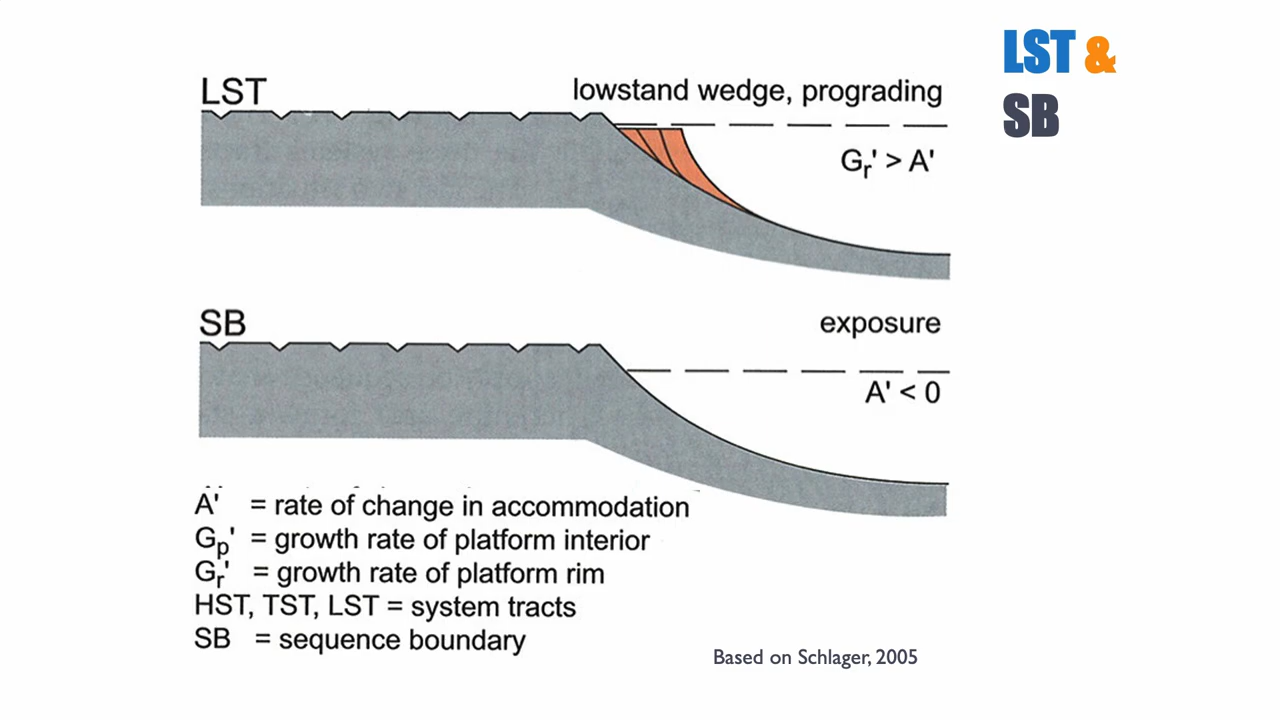 LST &
SB
LST
lowstand wedge, prograding
Gr' > A'
SB
exposure
A' < 0
A' = rate of change in accommodation
Gp' = growth rate of platform interior
Gr' = growth rate of platform rim
HST, TST, LST = system tracts
SB = sequence boundary
Based on Schlager, 2005